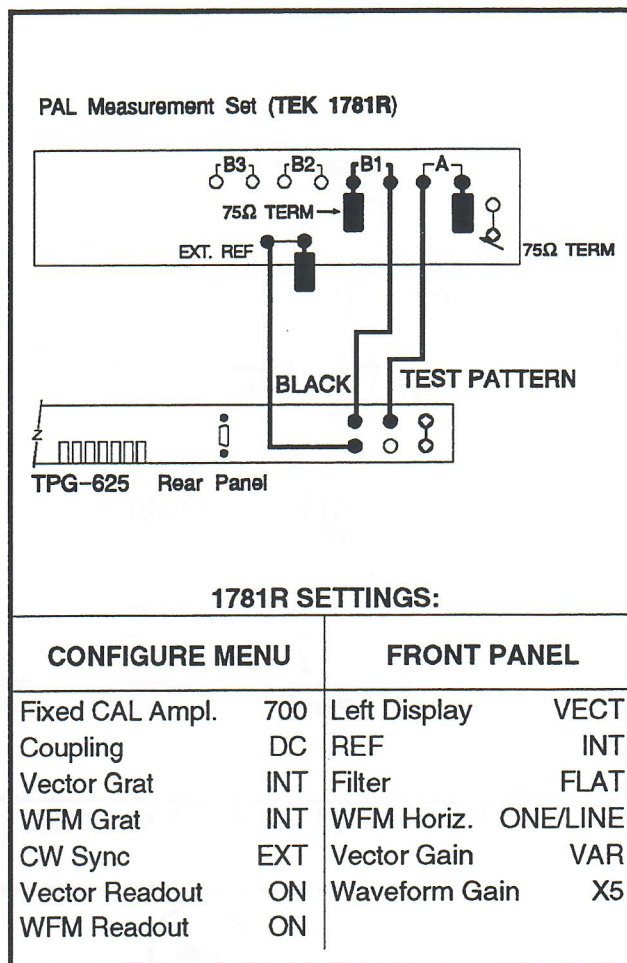 PAL Measurement Set (TEK 1781R)
B3 B2 B1 A
75Ω TERM
EXT. REF
75Ω TERM
BLACK
TEST PATTERN
TPG-625 Rear Panel
1781R SETTINGS:
CONFIGURE MENU FRONT PANEL
Fixed CAL Ampl. 700 Left Display VECT
Coupling DC REF INT
Vector Grat INT Filter FLAT
WFM Grat INT WFM Horiz. ONE/LINE
CW Sync EXT Vector Gain VAR
Vector Readout ON Waveform Gain X5
WFM Readout ON